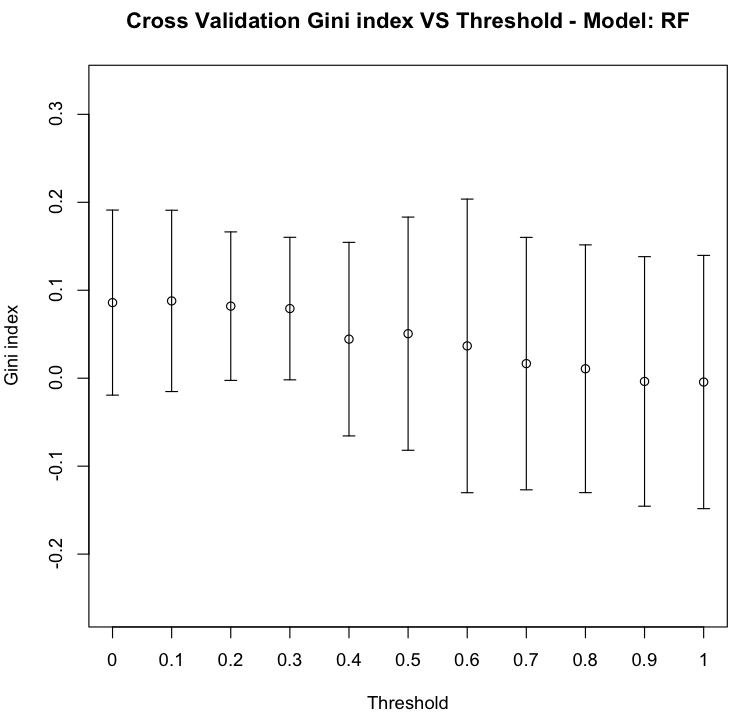 Cross Validation Gini index VS Threshold - Model: RF
Gini index
0.3
0.2
0.1
0.0
-0.1
-0.2
0 0.1 0.2 0.3 0.4 0.5 0.6 0.7 0.8 0.9 1
Threshold